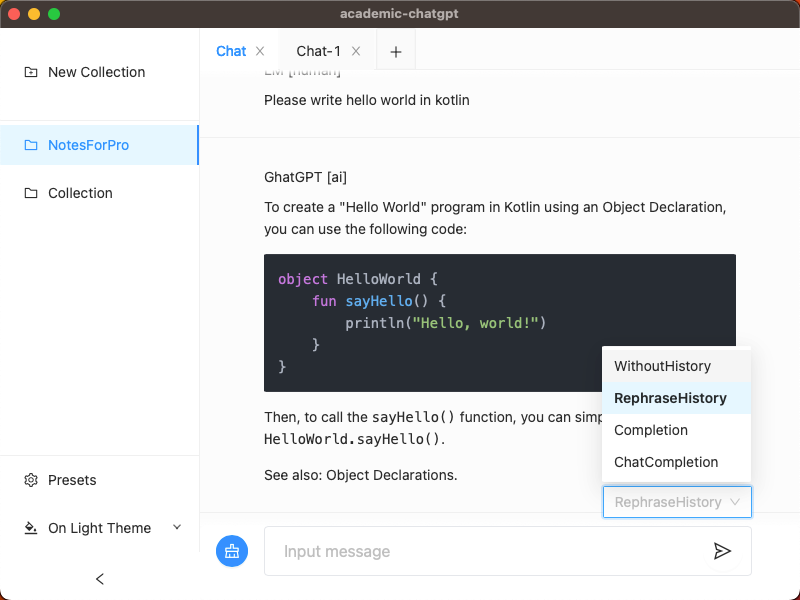 academic-chatgpt
New Collection
NotesForPro
Collection
Presets
On Light Theme
Chat
Chat-1
LM [human]
Please write hello world in kotlin
GhatGPT [ai]
To create a "Hello World" program in Kotlin using an Object Declaration,
you can use the following code:
object HelloWorld {
    fun sayHello() {
        println("Hello, world!")
    }
}
Then, to call the sayHello() function, you can
HelloWorld.sayHello().
See also: Object Declarations.
WithoutHistory
RephraseHistory
Completion
ChatCompletion
RephraseHistory
Input message